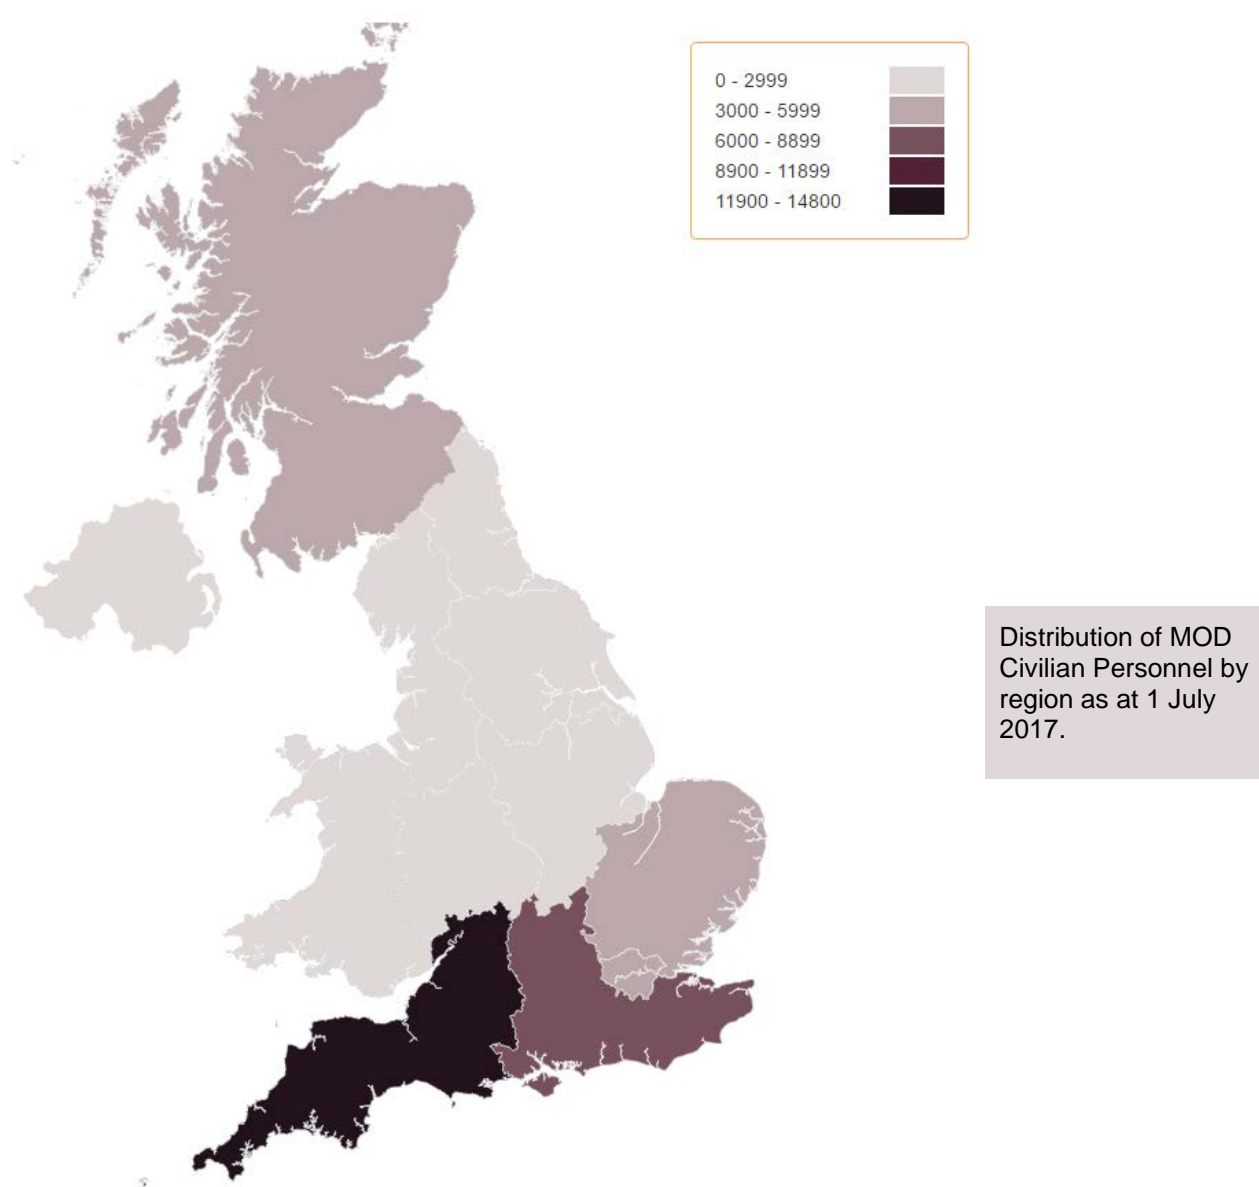 0 - 2999
3000 - 5999
6000 - 8899
8900 - 11899
11900 - 14800
Distribution of MOD
Civilian Personnel by
region as at 1 July
2017.